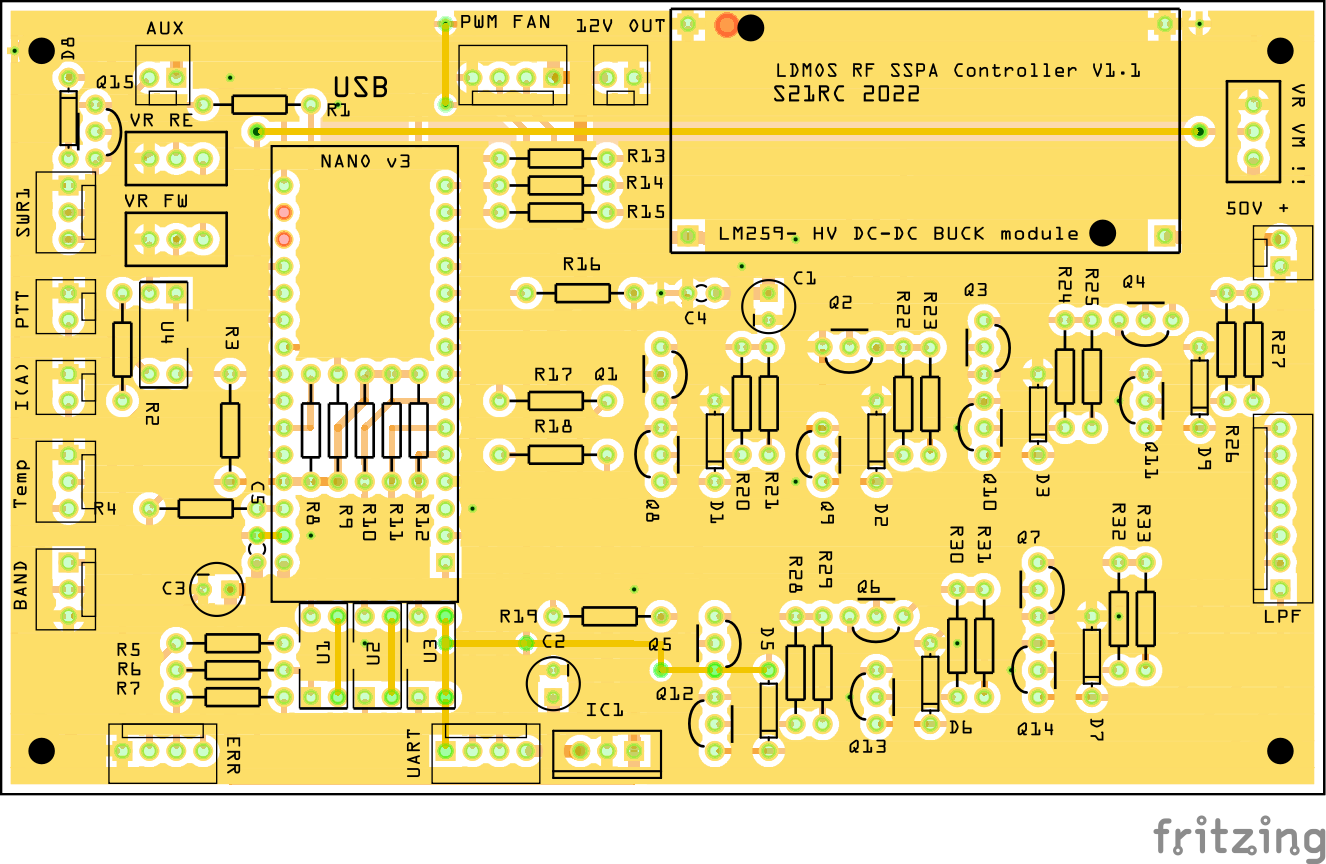 AUX
PWM FAN
12V OUT
D8
Q15
USB
R1
LDMOS RF SSPA Controller V1.1
S21RC 2022
VR VM !!
VR RE
NANO v3
R13
R14
R15
SWR1
VR FW
LM259- HV DC-DC BUCK module
50V +
PTT
U4
R3
R16
C4
C1
Q2
R22
R23
Q3
R24
R25
Q4
R27
I(A)
R2
R17
Q1
R18
Temp
R4
C5
R8
R9
R10
R11
R12
Q8
D1
R20
R21
Q9
D2
Q10
D3
Q11
D9
R26
BAND
C3
R19
C2
Q5
D5
R28
R29
Q6
R30
R31
Q7
R32
R33
LPF
R5
R6
R7
U1
U2
U3
Q12
IC1
Q13
D6
Q14
D7
ERR
UART
fritzing